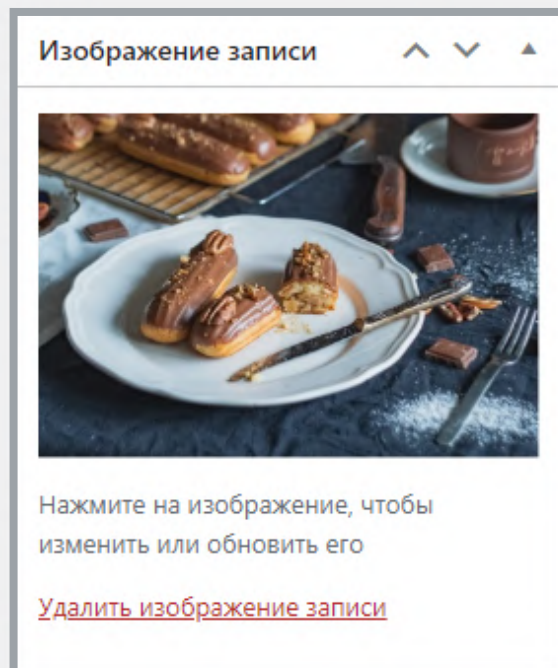 Изображение записи
Нажмите на изображение, чтобы
изменить или обновить его
Удалить изображение записи